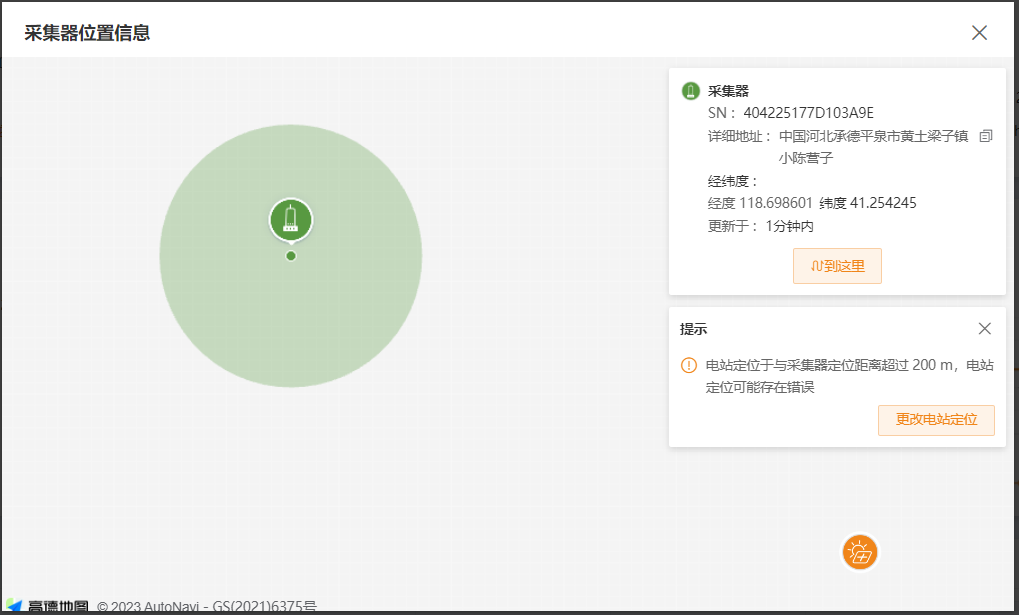 采集器位置信息
采集器
SN： 404225177D103A9E
详细地址： 中国河北承德平泉市黄土梁子镇
小陈营子
经纬度：
经度 118.698601 纬度 41.254245
更新于： 1分钟内
到这里
提示
电站定位于与采集器定位距离超过 200 m，电站
定位可能存在错误
更改电站定位
高德地图 © 2023 AutoNavi - GS(2021)6375号